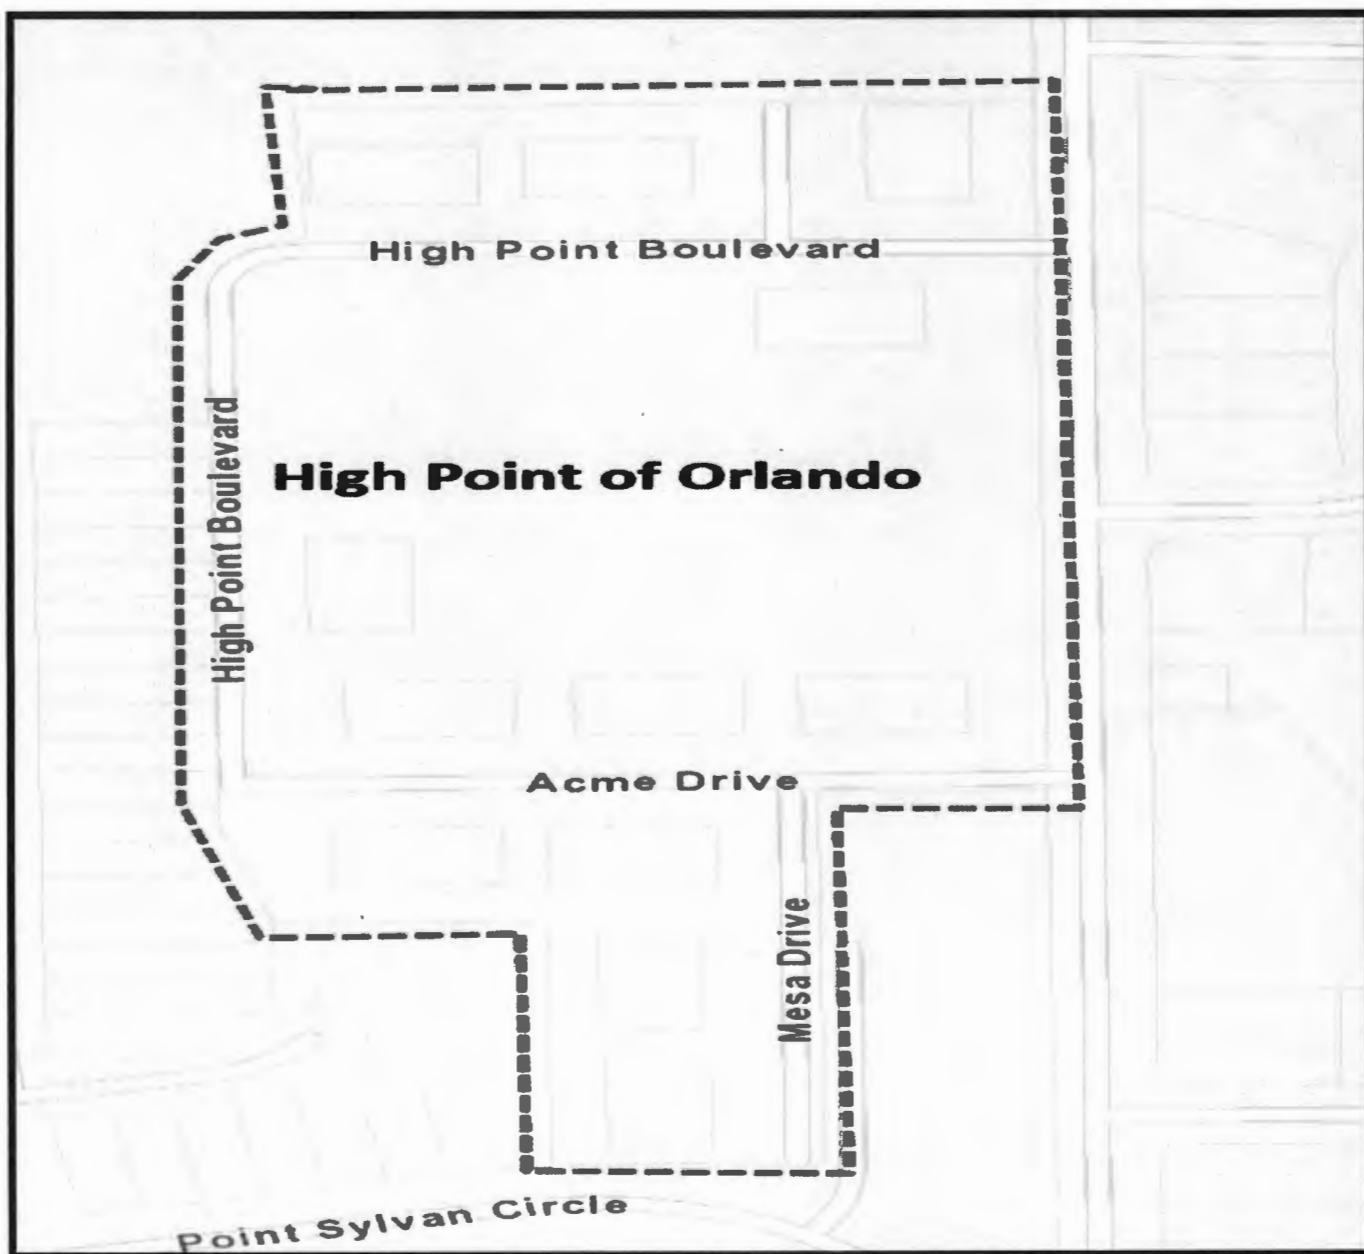 High Point Boulevard
High Point Boulevard
High Point of Orlando
Acme Drive
Mesa Drive
Point Sylvan Circle